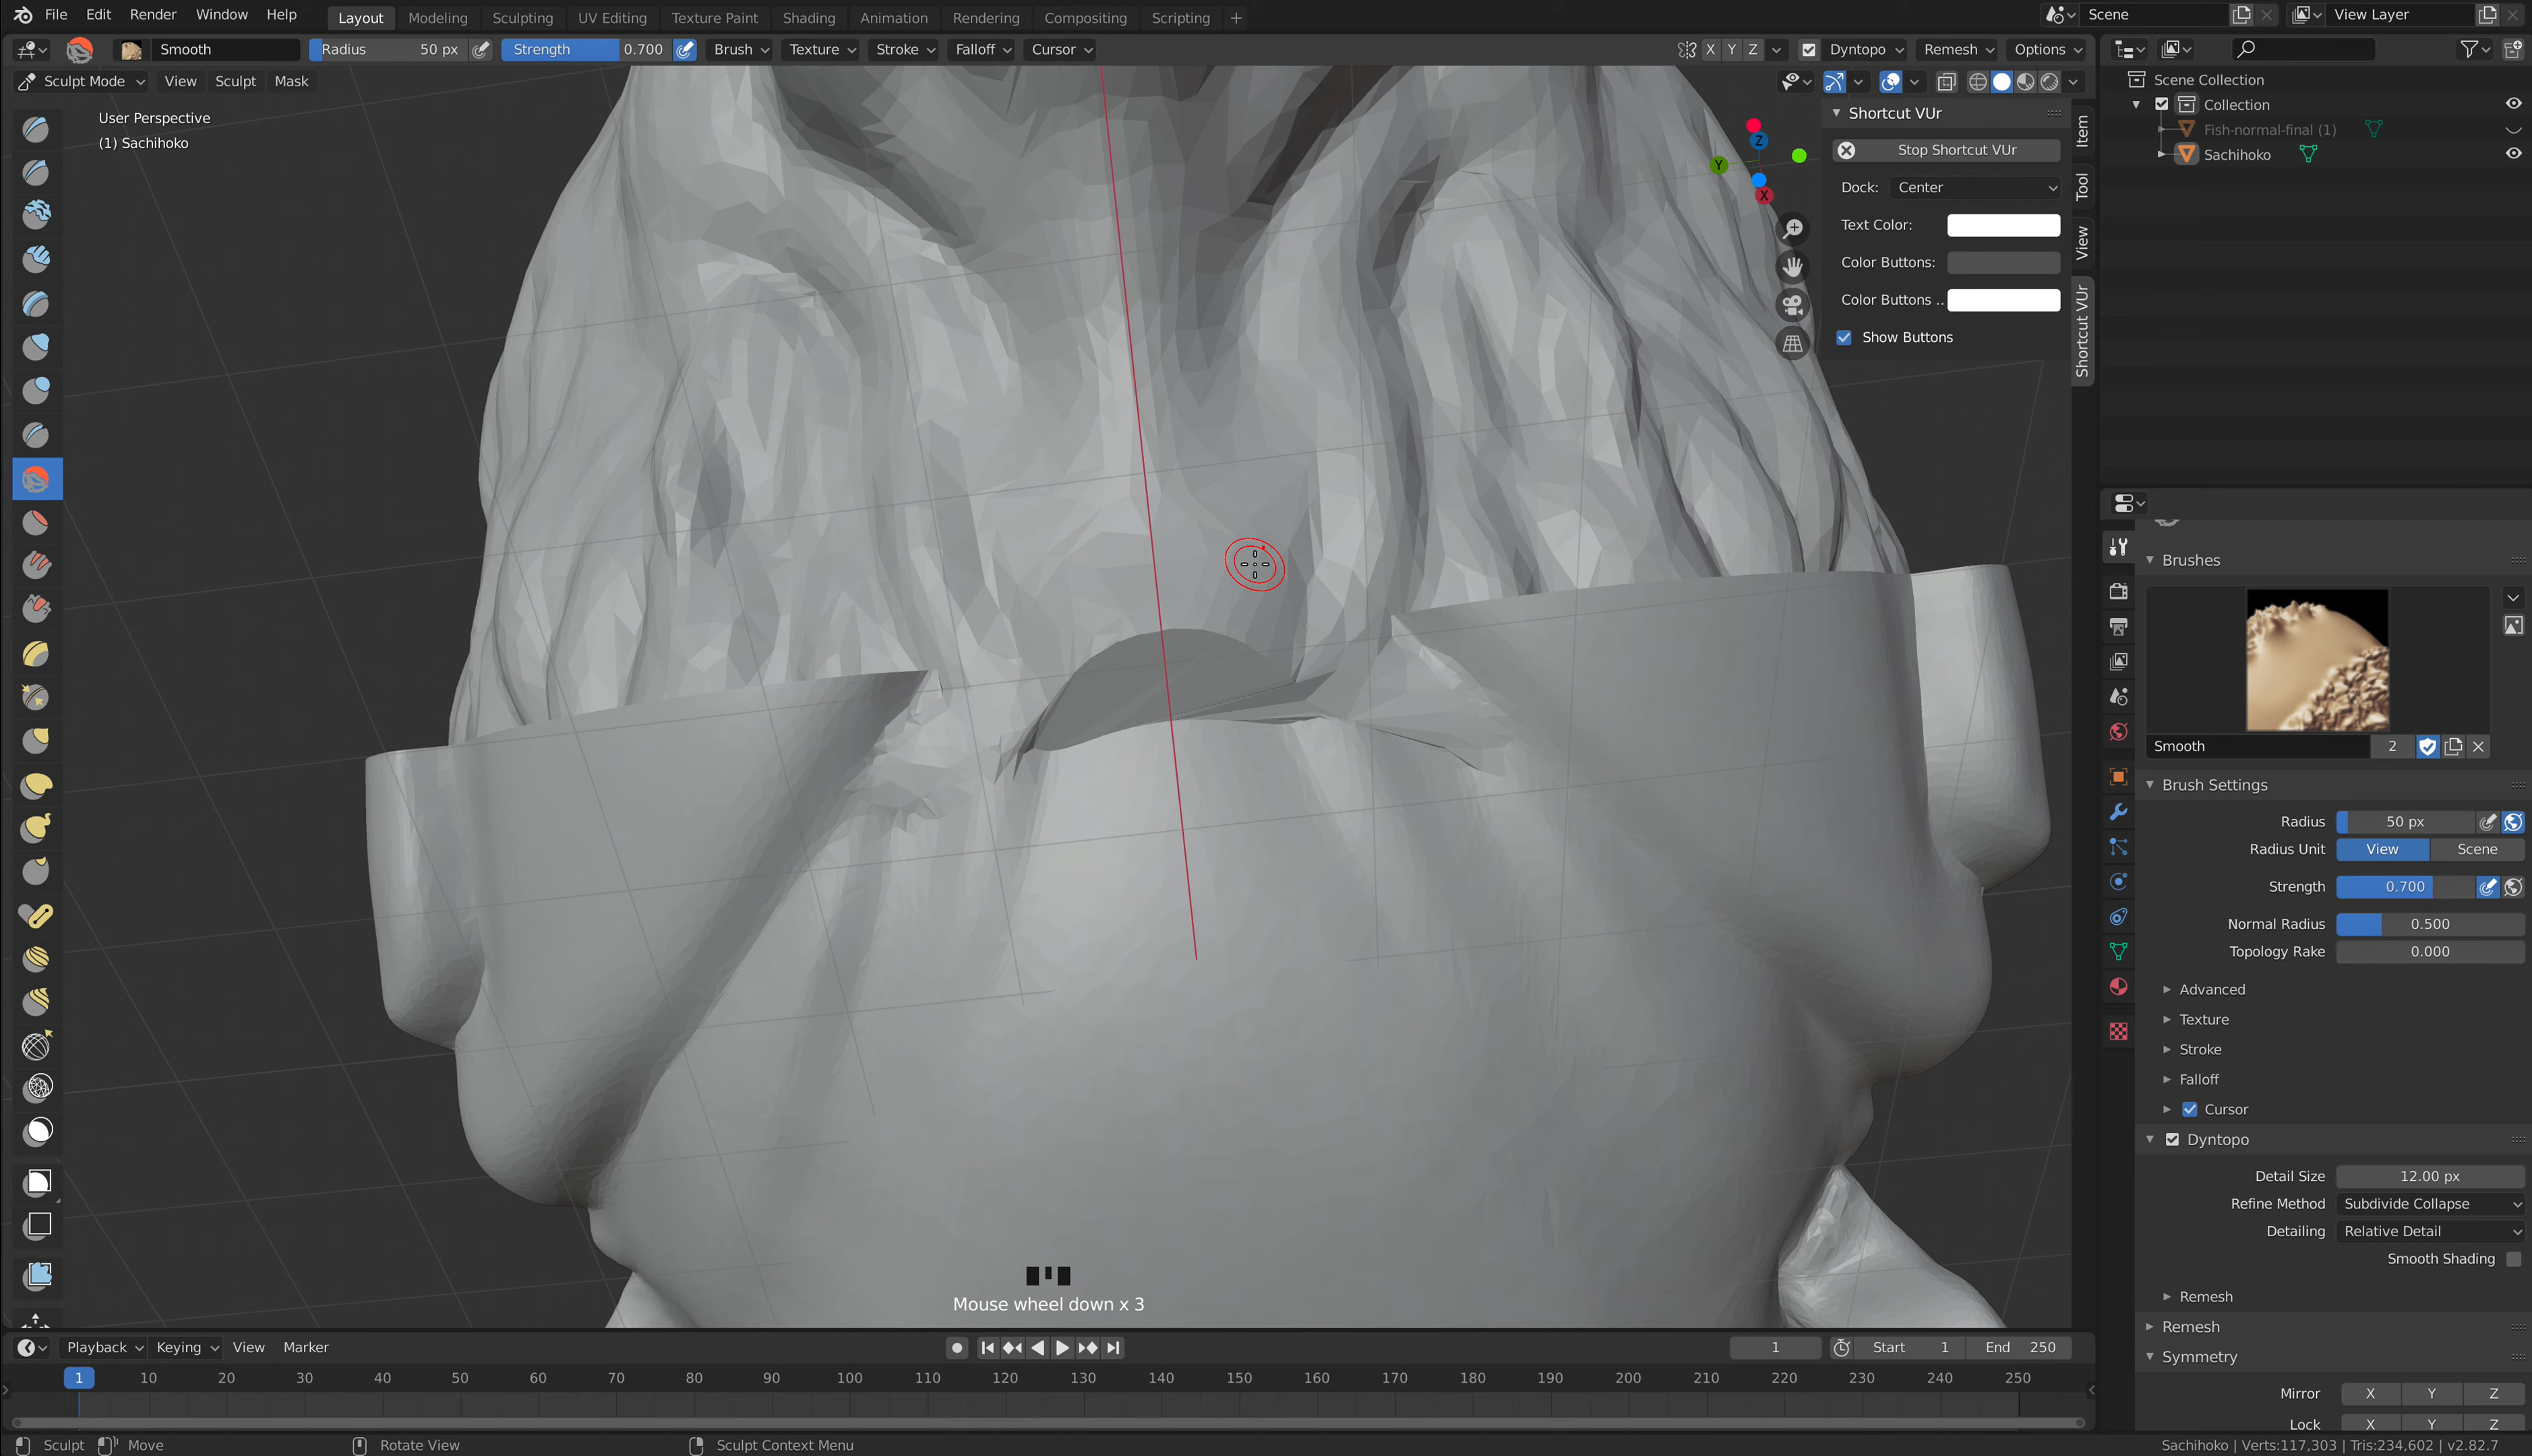 File Edit Render Window Help Layout Modeling Sculpting UV Editing Texture Paint Shading Animation Rendering Compositing Scripting + Scene View Layer
Smooth Radius 50 px Strength 0.700 Brush Texture Stroke Falloff Cursor X Y Z Dyntopo Remesh Options
Sculpt Mode View Sculpt Mask
User Perspective
(1) Sachihoko
Z
Y
X
Shortcut VUr
Stop Shortcut VUr
Dock: Center
Text Color:
Color Buttons:
Color Buttons ..
Show Buttons
Item
Tool
View
Shortcut VUr
Scene Collection
Collection
Fish-normal-final (1)
Sachihoko
Brushes
Smooth 2
Brush Settings
Radius 50 px
Radius Unit View Scene
Strength 0.700
Normal Radius 0.500
Topology Rake 0.000
Advanced
Texture
Stroke
Falloff
Cursor
Dyntopo
Detail Size 12.00 px
Refine Method Subdivide Collapse
Detailing Relative Detail
Smooth Shading
Remesh
Remesh
Symmetry
Mirror X Y Z
Lock X Y Z
Mouse wheel down x 3
Playback Keying View Marker 1 Start 1 End 250
1 10 20 30 40 50 60 70 80 90 100 110 120 130 140 150 160 170 180 190 200 210 220 230 240 250
Sculpt Move Rotate View Sculpt Context Menu Sachihoko | Verts:117,303 | Tris:234,602 | v2.82.7